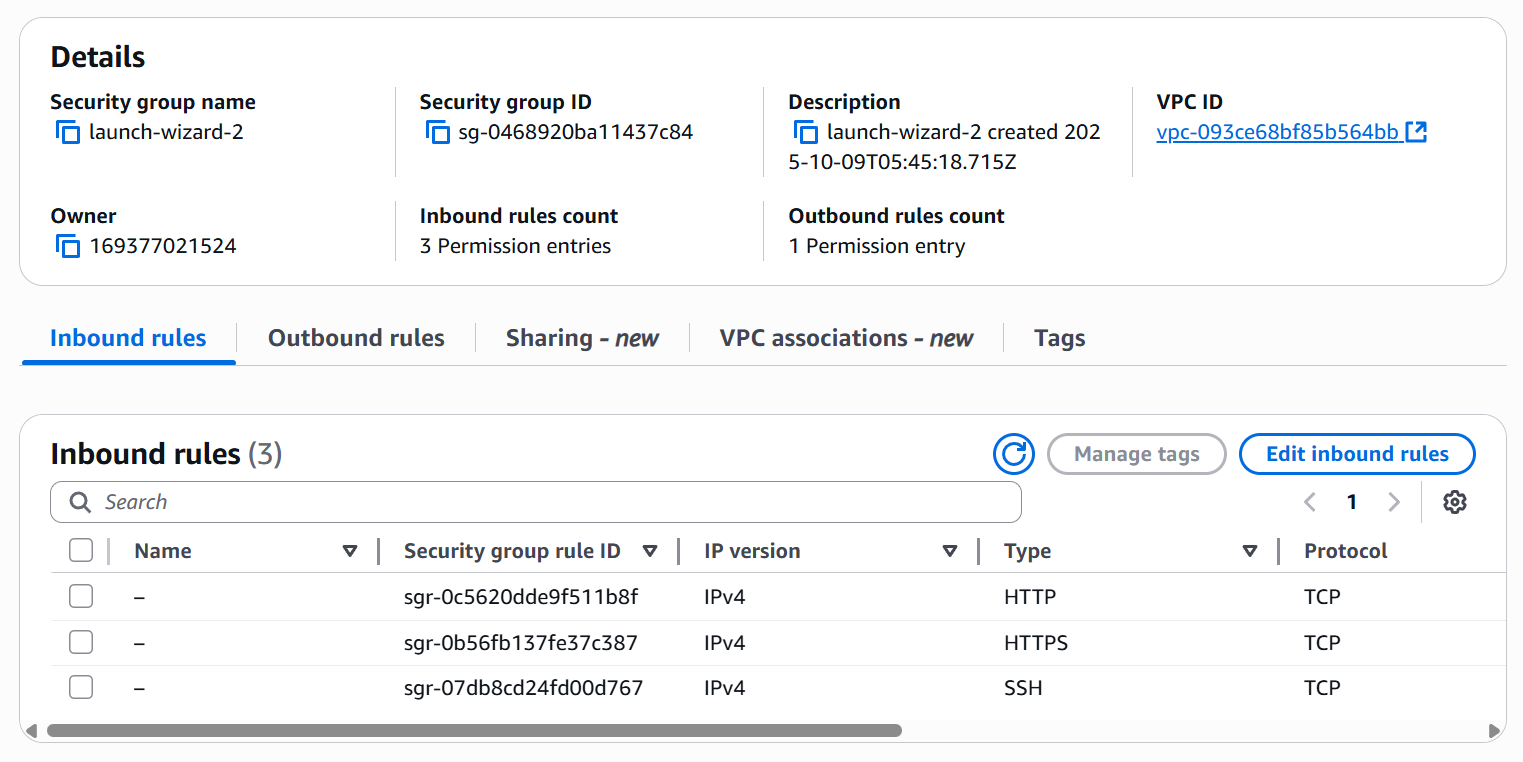 Details
Security group name
launch-wizard-2
Security group ID
sg-0468920ba11437c84
Description
launch-wizard-2 created 202
5-10-09T05:45:18.715Z
VPC ID
vpc-093ce68bf85b564bb
Owner
169377021524
Inbound rules count
3 Permission entries
Outbound rules count
1 Permission entry
Inbound rules
Outbound rules
Sharing - new
VPC associations - new
Tags
Inbound rules (3)
Manage tags
Edit inbound rules
Search
1
Name Security group rule ID IP version Type Protocol
– sgr-0c5620dde9f511b8f IPv4 HTTP TCP
– sgr-0b56fb137fe37c387 IPv4 HTTPS TCP
– sgr-07db8cd24fd00d767 IPv4 SSH TCP